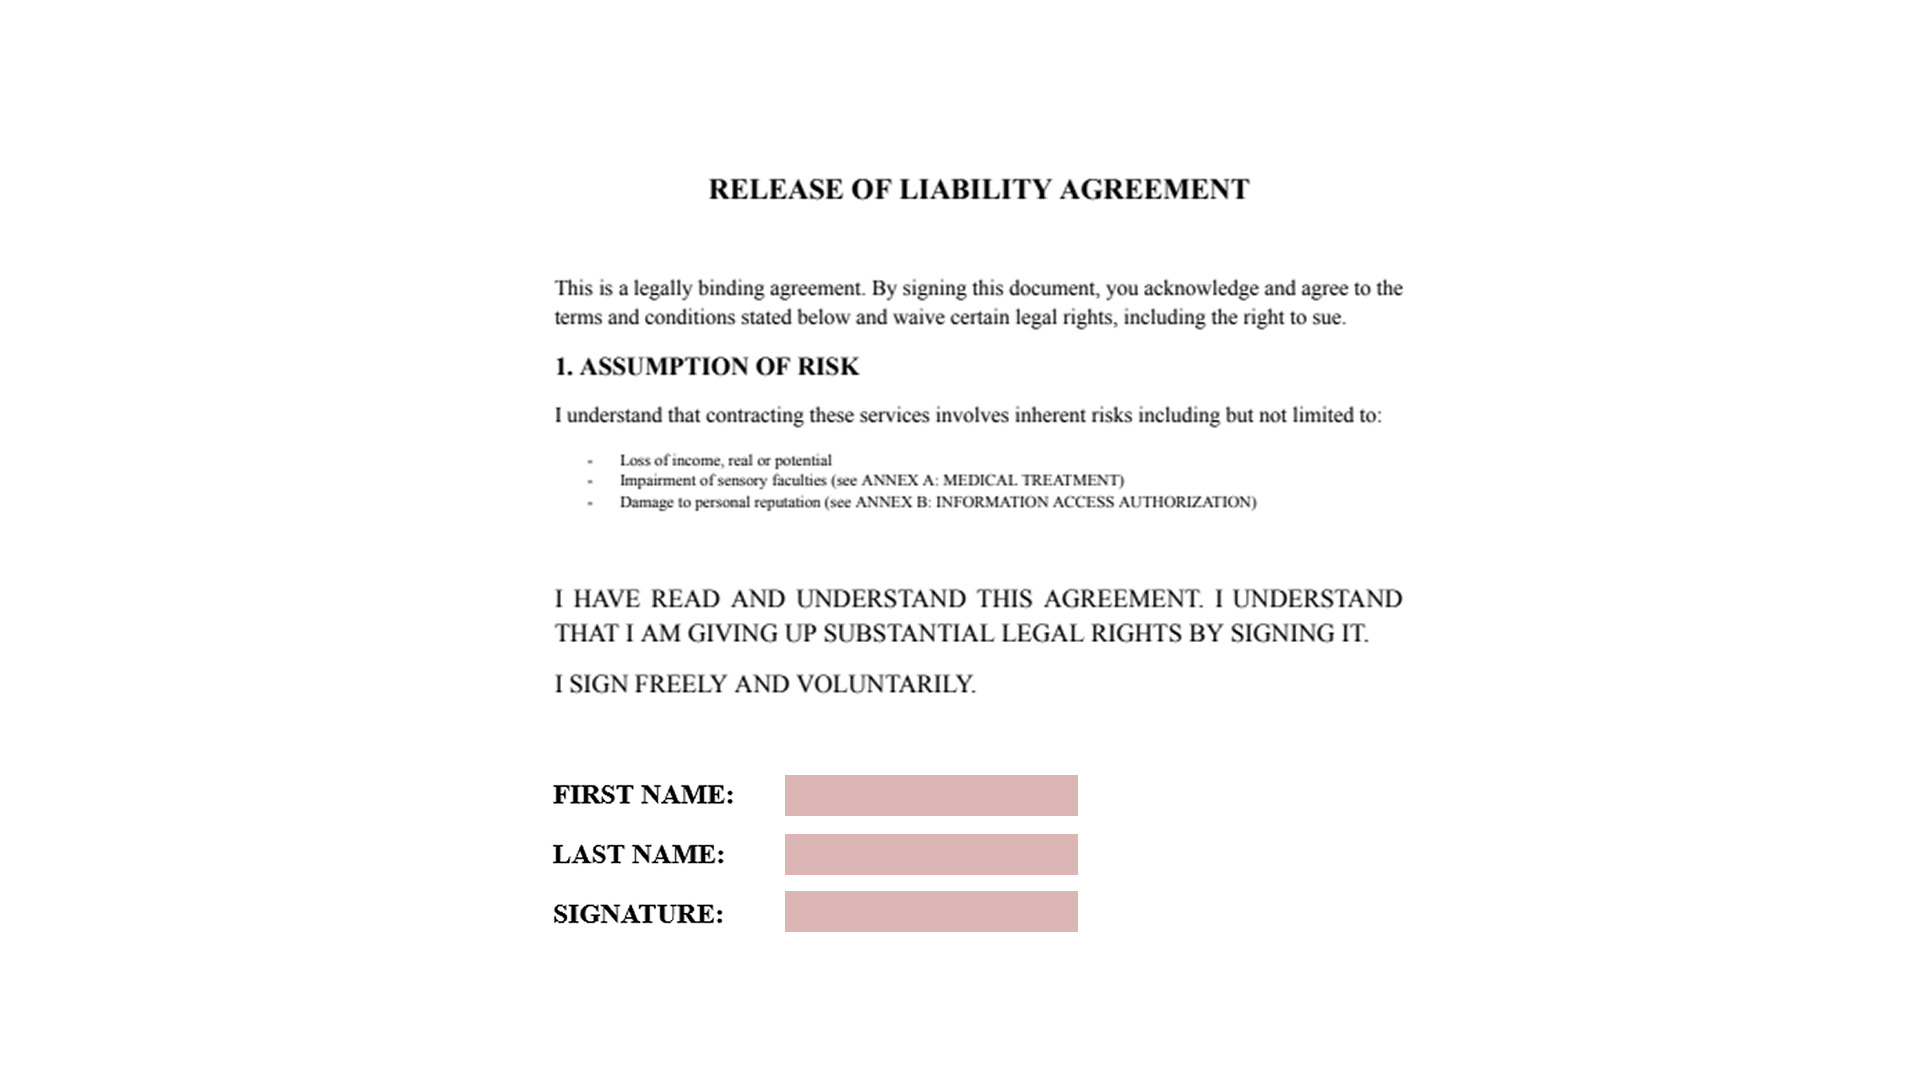 RELEASE OF LIABILITY AGREEMENT
This is a legally binding agreement. By signing this document, you acknowledge and agree to the
terms and conditions stated below and waive certain legal rights, including the right to sue.
1. ASSUMPTION OF RISK
I understand that contracting these services involves inherent risks including but not limited to:
- Loss of income, real or potential
- Impairment of sensory faculties (see ANNEX A: MEDICAL TREATMENT)
- Damage to personal reputation (see ANNEX B: INFORMATION ACCESS AUTHORIZATION)
I HAVE READ AND UNDERSTAND THIS AGREEMENT. I UNDERSTAND
THAT I AM GIVING UP SUBSTANTIAL LEGAL RIGHTS BY SIGNING IT.
I SIGN FREELY AND VOLUNTARILY.
FIRST NAME:
LAST NAME:
SIGNATURE: